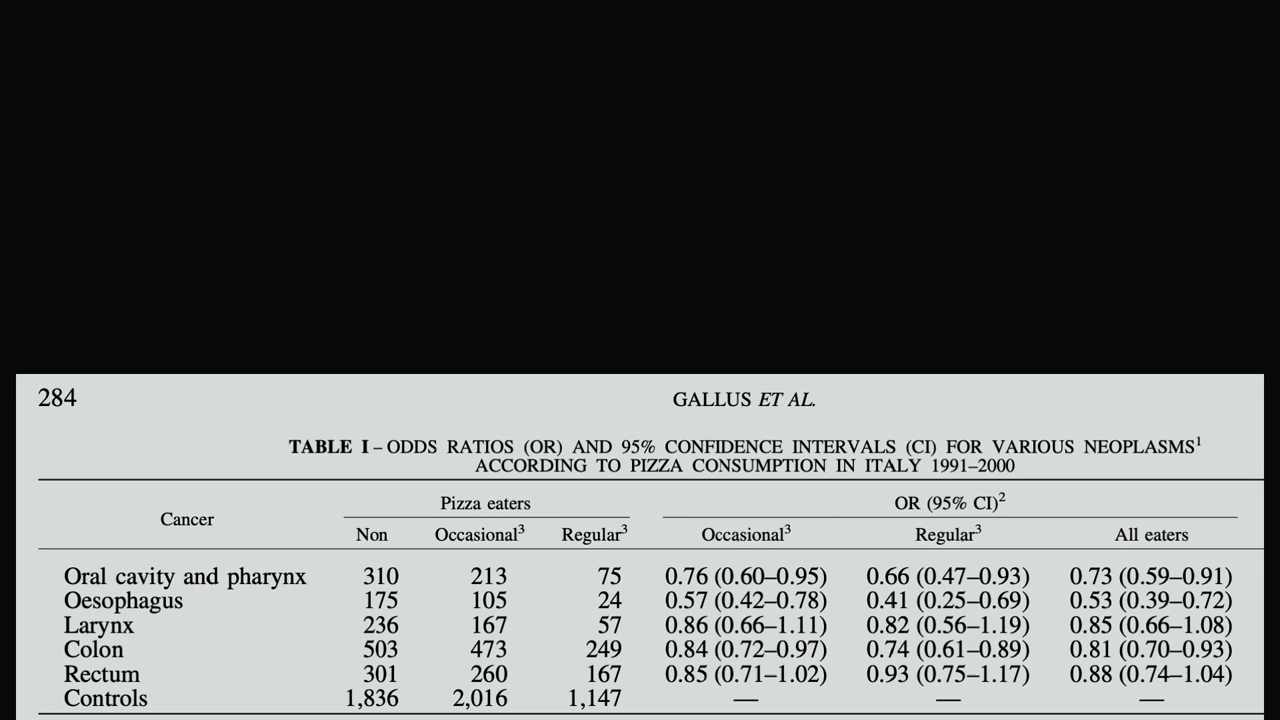 284 GALLUS ET AL.
TABLE I – ODDS RATIOS (OR) AND 95% CONFIDENCE INTERVALS (CI) FOR VARIOUS NEOPLASMS1
ACCORDING TO PIZZA CONSUMPTION IN ITALY 1991–2000
Cancer Pizza eaters OR (95% CI)2
Non Occasional3 Regular3 Occasional3 Regular3 All eaters
Oral cavity and pharynx 310 213 75 0.76 (0.60–0.95) 0.66 (0.47–0.93) 0.73 (0.59–0.91)
Oesophagus 175 105 24 0.57 (0.42–0.78) 0.41 (0.25–0.69) 0.53 (0.39–0.72)
Larynx 236 167 57 0.86 (0.66–1.11) 0.82 (0.56–1.19) 0.85 (0.66–1.08)
Colon 503 473 249 0.84 (0.72–0.97) 0.74 (0.61–0.89) 0.81 (0.70–0.93)
Rectum 301 260 167 0.85 (0.71–1.02) 0.93 (0.75–1.17) 0.88 (0.74–1.04)
Controls 1,836 2,016 1,147 — — —